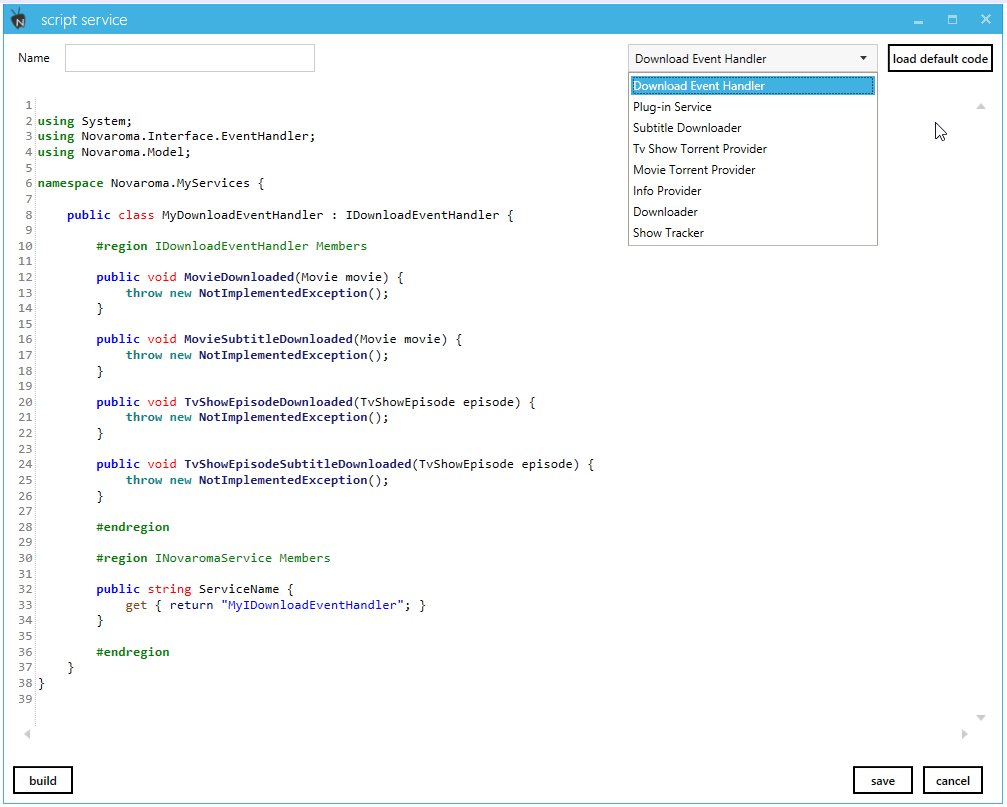 N script service
Name
Download Event Handler
load default code
Download Event Handler
Plug-in Service
Subtitle Downloader
Tv Show Torrent Provider
Movie Torrent Provider
Info Provider
Downloader
Show Tracker
1
2 using System;
3 using Novaroma.Interface.EventHandler;
4 using Novaroma.Model;
5
6 namespace Novaroma.MyServices {
7
8     public class MyDownloadEventHandler : IDownloadEventHandler {
9
10         #region IDownloadEventHandler Members
11
12         public void MovieDownloaded(Movie movie) {
13             throw new NotImplementedException();
14         }
15
16         public void MovieSubtitleDownloaded(Movie movie) {
17             throw new NotImplementedException();
18         }
19
20         public void TvShowEpisodeDownloaded(TvShowEpisode episode) {
21             throw new NotImplementedException();
22         }
23
24         public void TvShowEpisodeSubtitleDownloaded(TvShowEpisode episode) {
25             throw new NotImplementedException();
26         }
27
28         #endregion
29
30         #region INovaromaService Members
31
32         public string ServiceName {
33             get { return "MyIDownloadEventHandler"; }
34         }
35
36         #endregion
37     }
38 }
39
build
save
cancel